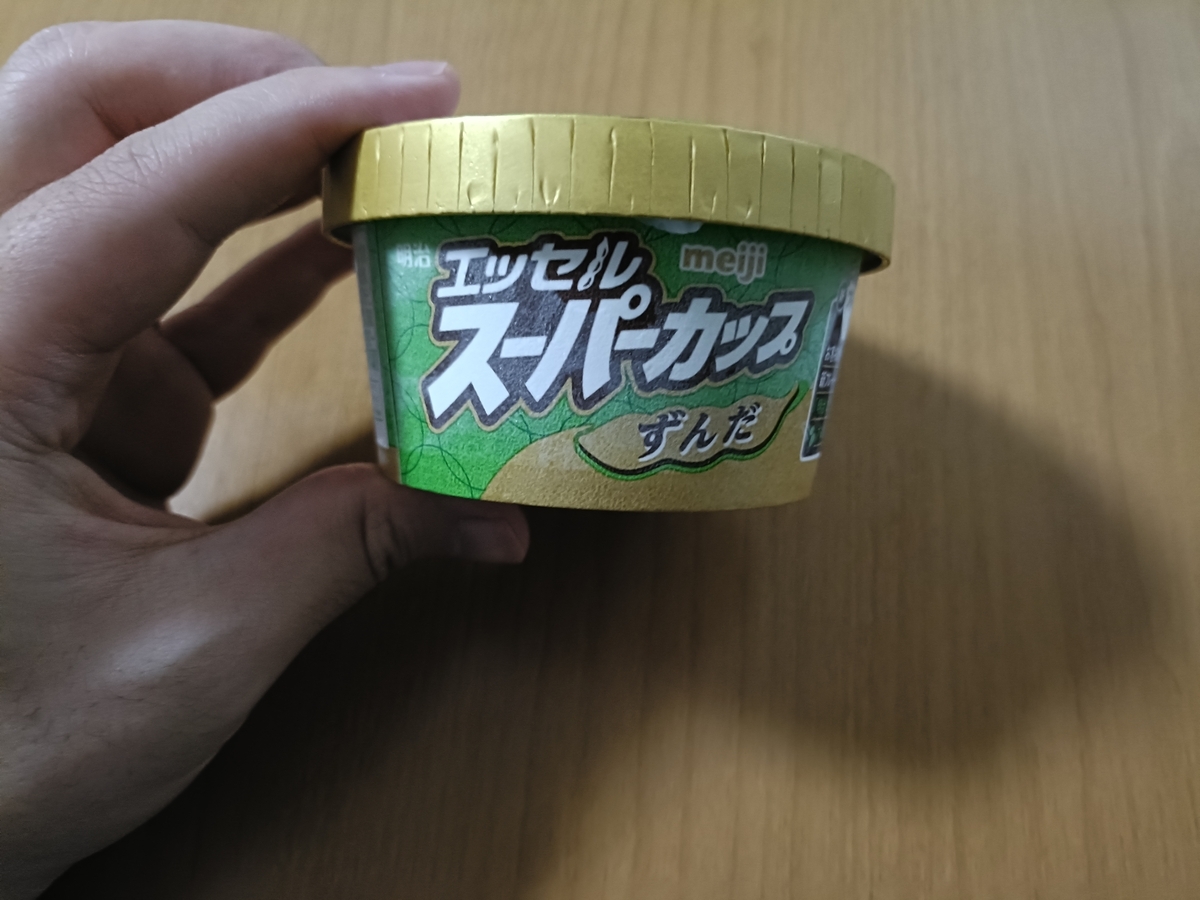 明治
エッセル
meiji
スーパーカップ
ずんだ